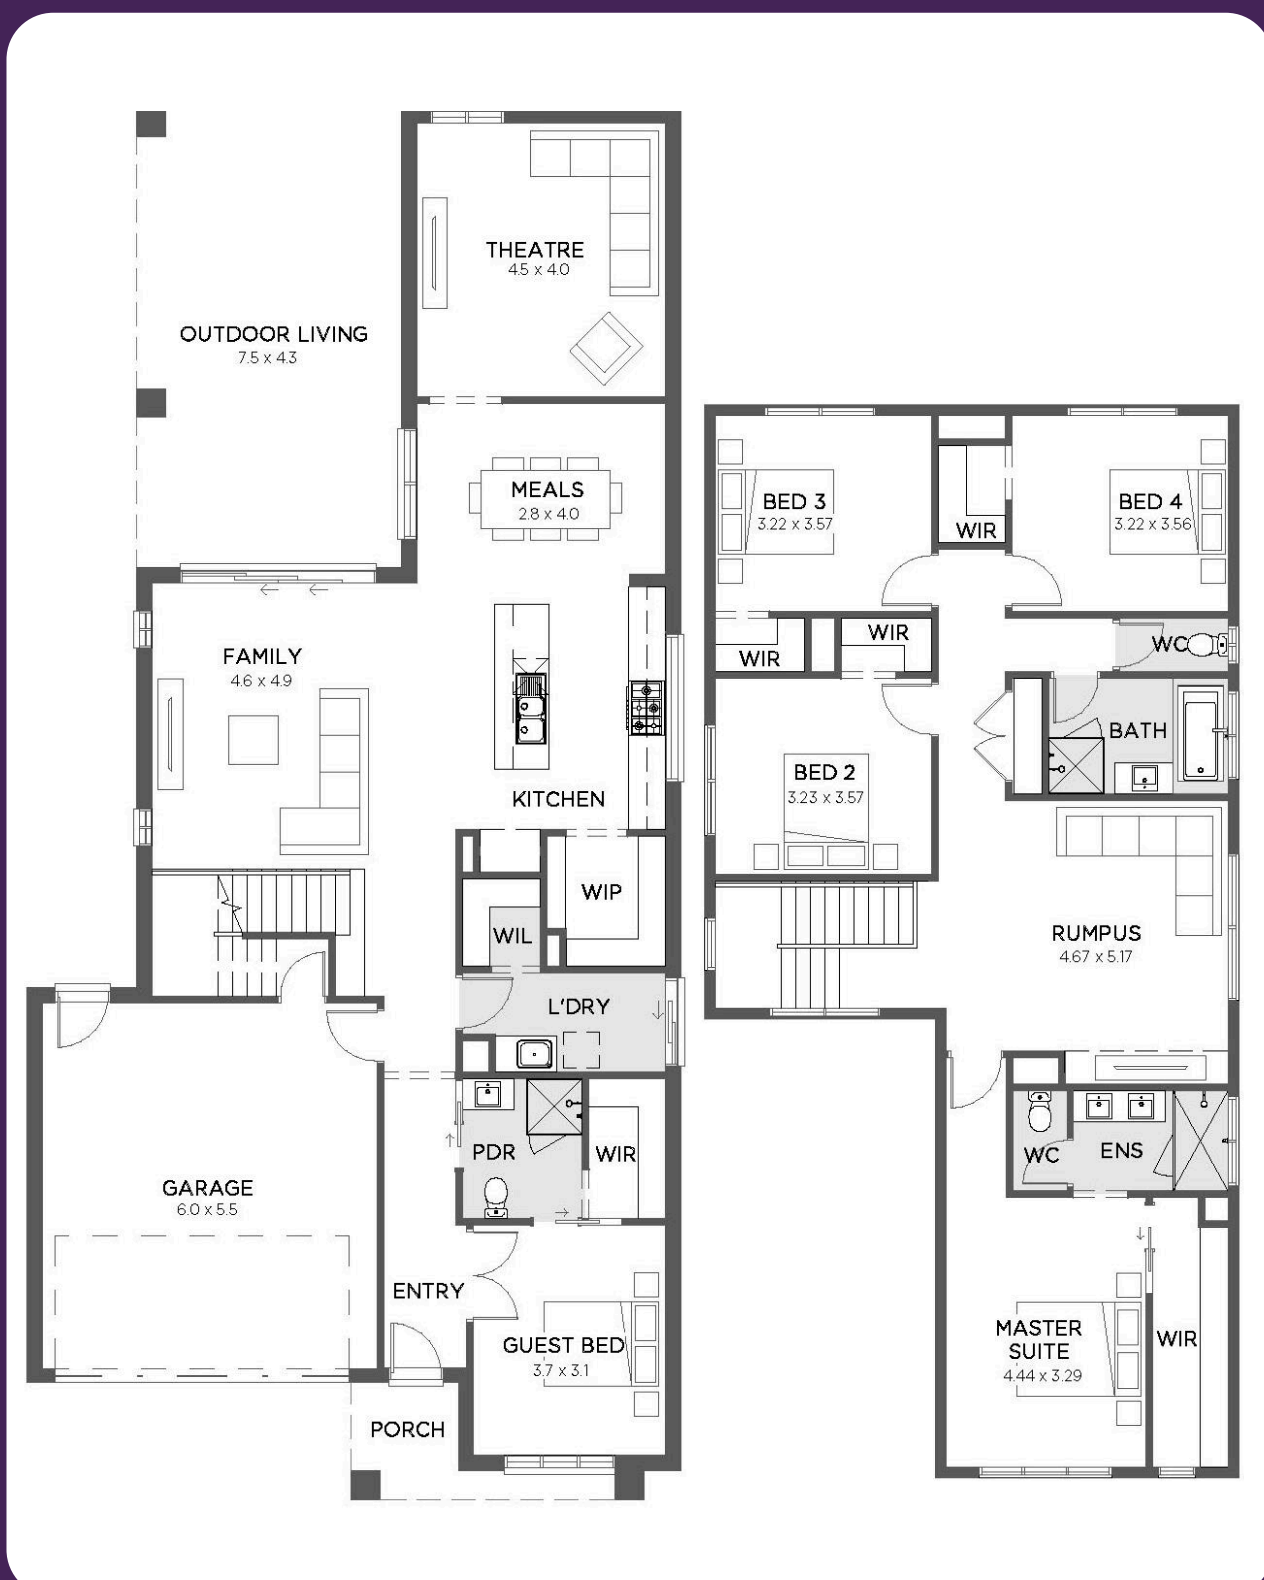 THEATRE
4.5 x 4.0
OUTDOOR LIVING
7.5 x 4.3
MEALS
2.8 x 4.0
FAMILY
4.6 x 4.9
KITCHEN
WIP
WIL
L'DRY
PDR
WIR
GARAGE
6.0 x 5.5
ENTRY
GUEST BED
3.7 x 3.1
PORCH
BED 3
3.22 x 3.57
WIR
BED 4
3.22 x 3.56
WIR
WIR
WC
BATH
BED 2
3.23 x 3.57
RUMPUS
4.67 x 5.17
WC
ENS
MASTER
SUITE
4.44 x 3.29
WIR